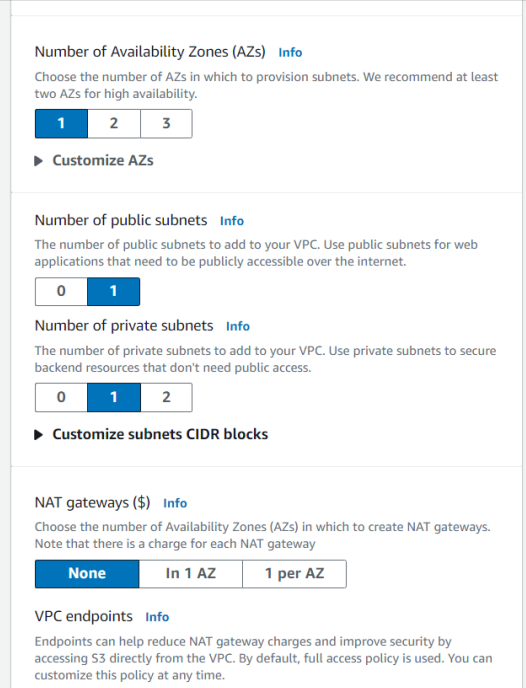 Number of Availability Zones (AZs) Info
Choose the number of AZs in which to provision subnets. We recommend at least
two AZs for high availability.
1 2 3
Customize AZs
Number of public subnets Info
The number of public subnets to add to your VPC. Use public subnets for web
applications that need to be publicly accessible over the internet.
0 1
Number of private subnets Info
The number of private subnets to add to your VPC. Use private subnets to secure
backend resources that don't need public access.
0 1 2
Customize subnets CIDR blocks
NAT gateways ($) Info
Choose the number of Availability Zones (AZs) in which to create NAT gateways.
Note that there is a charge for each NAT gateway
None In 1 AZ 1 per AZ
VPC endpoints Info
Endpoints can help reduce NAT gateway charges and improve security by
accessing S3 directly from the VPC. By default, full access policy is used. You can
customize this policy at any time.